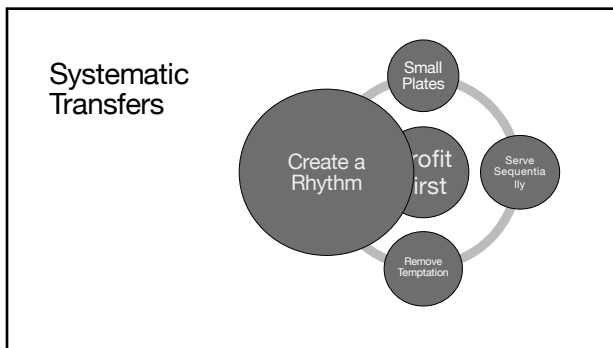 Systematic
Transfers
Small
Plates
Create a
Rhythm
rofit
irst
Serve
Sequentia
lly
Remove
Temptation